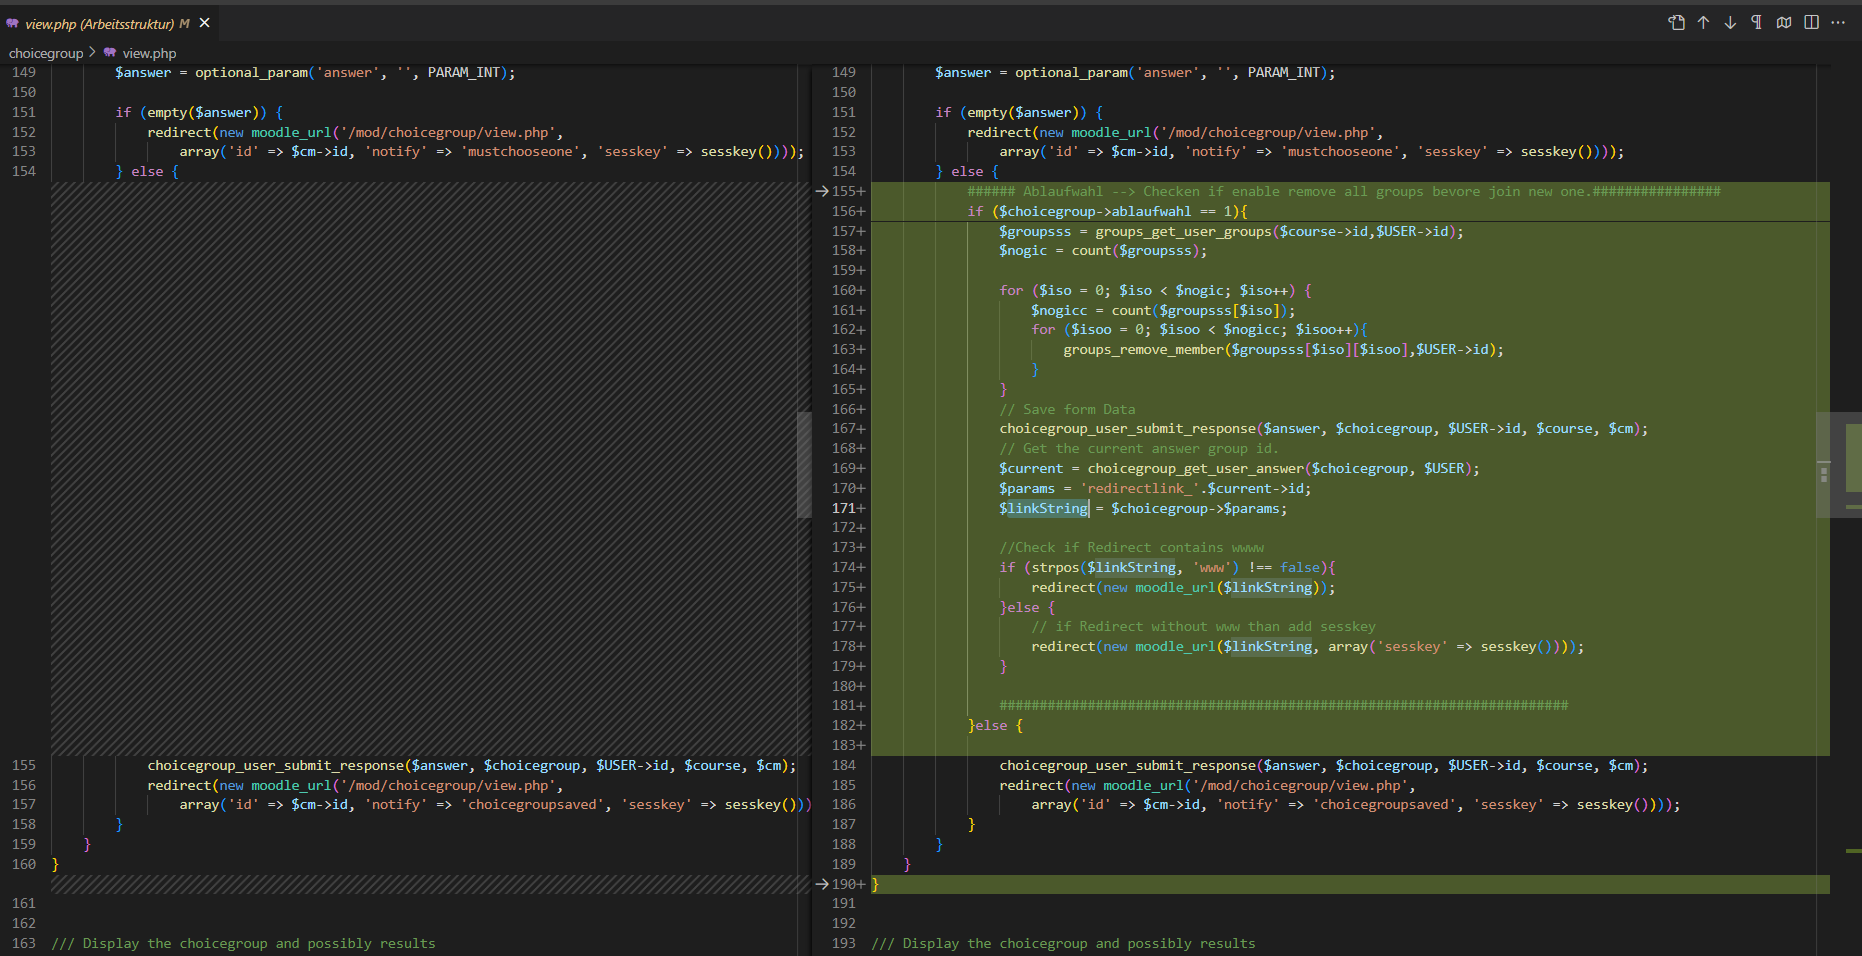 view.php (Arbeitsstruktur) M
choicegroup > view.php
149 $answer = optional_param('answer', '', PARAM_INT);
150
151 if (empty($answer)) {
152 redirect(new moodle_url('/mod/choicegroup/view.php',
153 array('id' => $cm->id, 'notify' => 'mustchooseone', 'sesskey' => sesskey())));
154 } else {
155 choicegroup_user_submit_response($answer, $choicegroup, $USER->id, $course, $cm);
156 redirect(new moodle_url('/mod/choicegroup/view.php',
157 array('id' => $cm->id, 'notify' => 'choicegroupsaved', 'sesskey' => sesskey()))
158 }
159 }
160 }
161
162
163 /// Display the choicegroup and possibly results
149 $answer = optional_param('answer', '', PARAM_INT);
150
151 if (empty($answer)) {
152 redirect(new moodle_url('/mod/choicegroup/view.php',
153 array('id' => $cm->id, 'notify' => 'mustchooseone', 'sesskey' => sesskey())));
154 } else {
155+ ###### Ablaufwahl --> Checken if enable remove all groups bevore join new one.################
156+ if ($choicegroup->ablaufwahl == 1){
157+ $groupsss = groups_get_user_groups($course->id,$USER->id);
158+ $nogic = count($groupsss);
159+
160+ for ($iso = 0; $iso < $nogic; $iso++) {
161+ $nogicc = count($groupsss[$iso]);
162+ for ($isoo = 0; $isoo < $nogicc; $isoo++){
163+ groups_remove_member($groupsss[$iso][$isoo],$USER->id);
164+ }
165+ }
166+ // Save form Data
167+ choicegroup_user_submit_response($answer, $choicegroup, $USER->id, $course, $cm);
168+ // Get the current answer group id.
169+ $current = choicegroup_get_user_answer($choicegroup, $USER);
170+ $params = 'redirectlink_'.$current->id;
171+ $linkString = $choicegroup->$params;
172+
173+ //Check if Redirect contains wwww
174+ if (strpos($linkString, 'www') !== false){
175+ redirect(new moodle_url($linkString));
176+ }else {
177+ // if Redirect without www than add sesskey
178+ redirect(new moodle_url($linkString, array('sesskey' => sesskey())));
179+ }
180+
181+ #######################################################################
182+ }else {
183+
184 choicegroup_user_submit_response($answer, $choicegroup, $USER->id, $course, $cm);
185 redirect(new moodle_url('/mod/choicegroup/view.php',
186 array('id' => $cm->id, 'notify' => 'choicegroupsaved', 'sesskey' => sesskey())));
187 }
188 }
189 }
190+ }
191
192
193 /// Display the choicegroup and possibly results